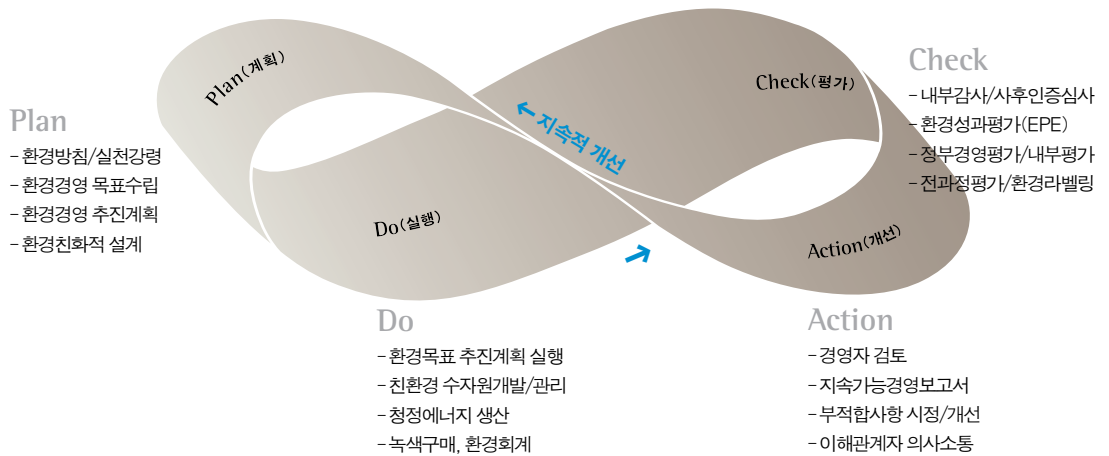 Plan(계획)
Check(평가)
← 지속적 개선
Do(실행)
Action(개선)
→
Plan
- 환경방침/실천강령
- 환경경영 목표수립
- 환경경영 추진계획
- 환경친화적 설계
Check
- 내부감사/사후인증심사
- 환경성과평가(EPE)
- 정부경영평가/내부평가
- 전과정평가/환경라벨링
Do
- 환경목표 추진계획 실행
- 친환경 수자원개발/관리
- 청정에너지 생산
- 녹색구매, 환경회계
Action
- 경영자 검토
- 지속가능경영보고서
- 부적합사항 시정/개선
- 이해관계자 의사소통